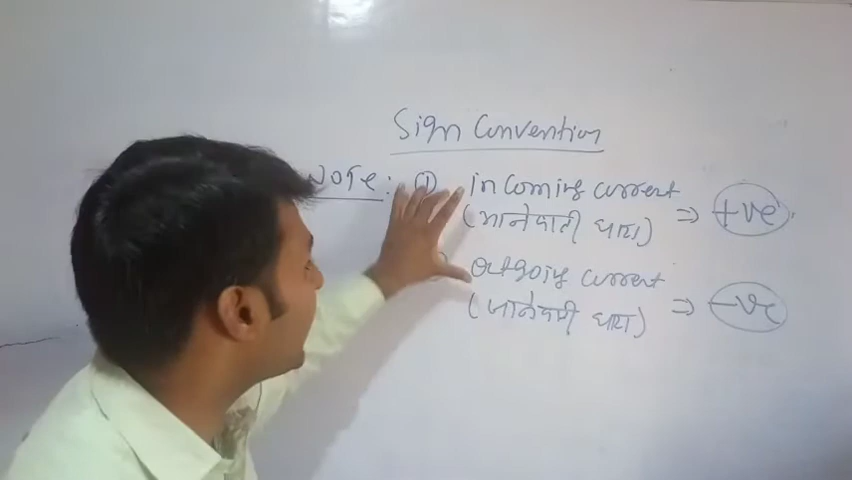 Sign Convention
NOTE: ① incoming current
(आनेवाली धारा) ⇒ +ve
outgoing current
(जानेवाली धारा) ⇒ -ve